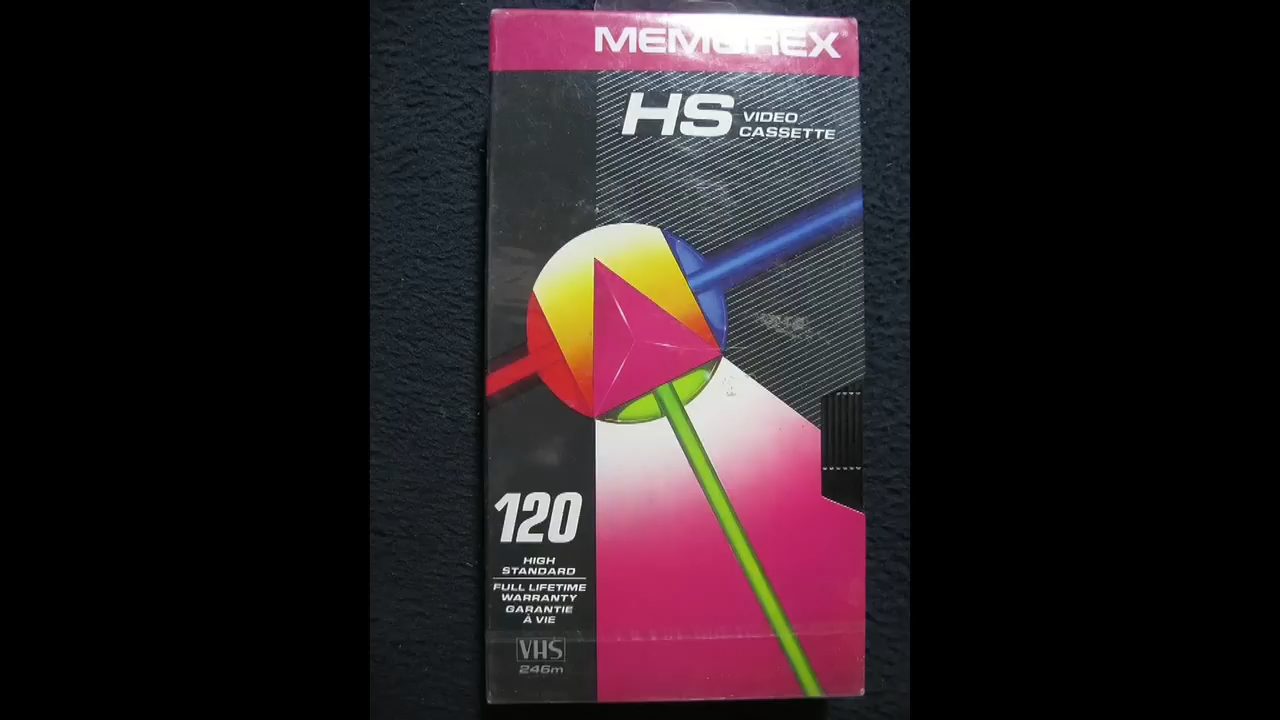 MEMOREX®
HS VIDEO
CASSETTE
120
HIGH
STANDARD
FULL LIFETIME
WARRANTY
GARANTIE
À VIE
VHS
246m